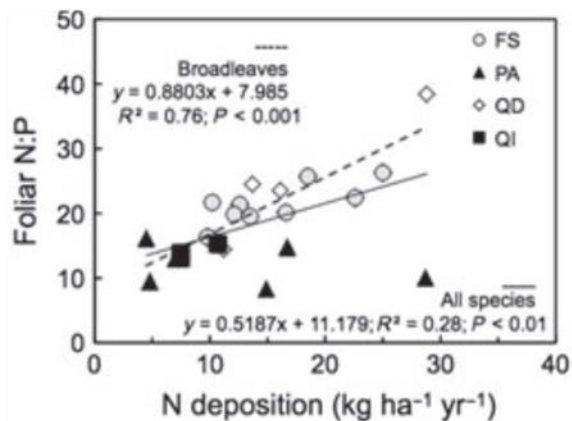 50
40
30
20
10
0
Foliar N:P
Broadleaves
y = 0.8803x + 7.985
R² = 0.76; P < 0.001
FS
PA
QD
QI
All species
y = 0.5187x + 11.179; R² = 0.28; P < 0.01
0 10 20 30 40
N deposition (kg ha⁻¹ yr⁻¹)